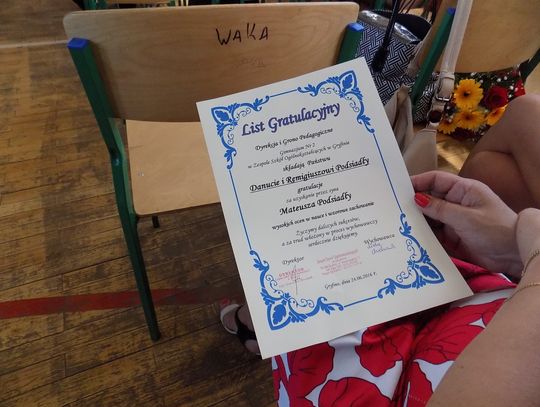 WAKA
List Gratulacyjny
Dyrekcja i Grono Pedagogiczne
Gimnazjum Nr 2
w Zespole Szkół Ogólnokształcących w Gryfinie
składają Państwu
Danucie i Remigiuszowi Podsiadły
gratulacje
za uzyskanie przez syna
Mateusza Podsiadły
wysokich ocen w nauce i wzorowe zachowanie
Życzymy dalszych sukcesów,
a za trud włożony w proces wychowawczy
serdecznie dziękujemy.
Dyrektor
Wychowawca
Gryfino, dnia 24.06.2016 r.